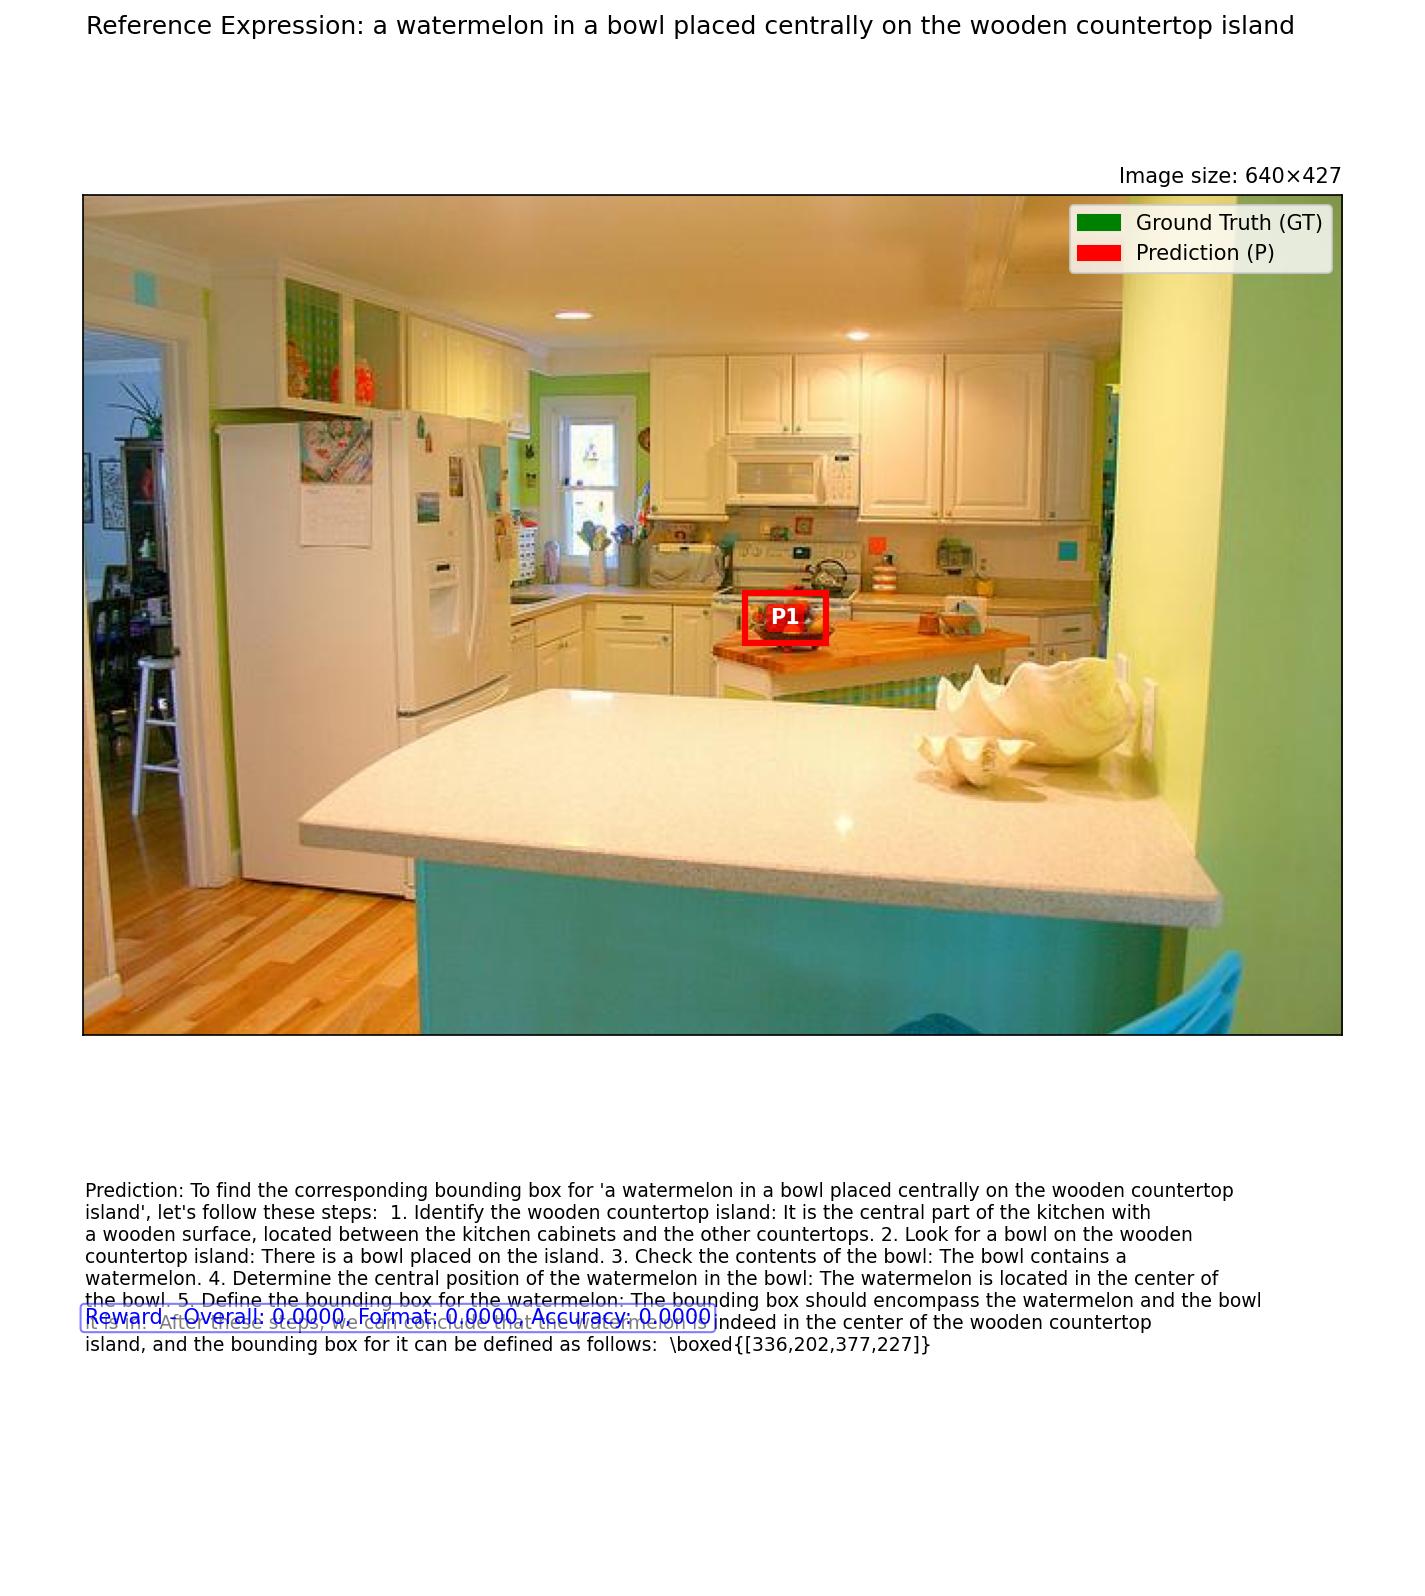 Reference Expression: a watermelon in a bowl placed centrally on the wooden countertop island
Image size: 640×427
Ground Truth (GT)
Prediction (P)
P1
Prediction: To find the corresponding bounding box for 'a watermelon in a bowl placed centrally on the wooden countertop
island', let's follow these steps:  1. Identify the wooden countertop island: It is the central part of the kitchen with
a wooden surface, located between the kitchen cabinets and the other countertops. 2. Look for a bowl on the wooden
countertop island: There is a bowl placed on the island. 3. Check the contents of the bowl: The bowl contains a
watermelon. 4. Determine the central position of the watermelon in the bowl: The watermelon is located in the center of
the bowl. 5. Define the bounding box for the watermelon: The bounding box should encompass the watermelon and the bowl
Reward - Overall: 0.0000, Format: 0.0000, Accuracy: 0.0000
it is in.  After these steps, we can conclude that the watermelon is indeed in the center of the wooden countertop
island, and the bounding box for it can be defined as follows:  \boxed{[336,202,377,227]}